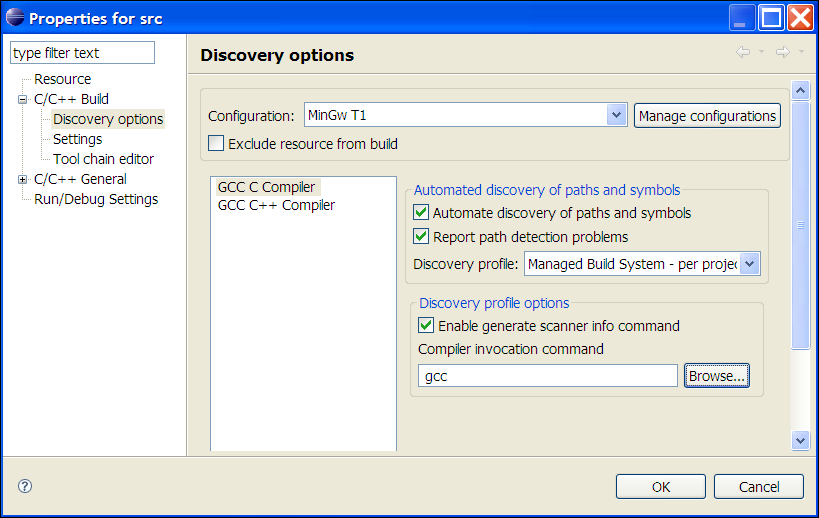 Properties for src
type filter text
Resource
C/C++ Build
Discovery options
Settings
Tool chain editor
C/C++ General
Run/Debug Settings
Discovery options
Configuration: MinGw T1 Manage configurations
Exclude resource from build
GCC C Compiler
GCC C++ Compiler
Automated discovery of paths and symbols
Automate discovery of paths and symbols
Report path detection problems
Discovery profile: Managed Build System - per projec
Discovery profile options
Enable generate scanner info command
Compiler invocation command
gcc Browse...
? OK Cancel